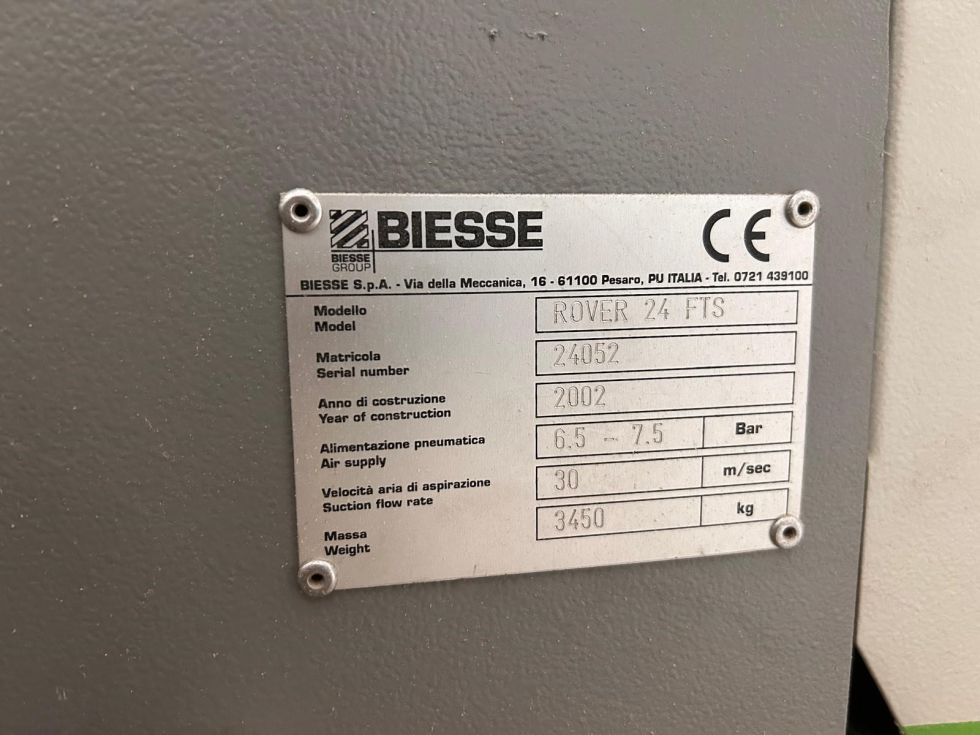 BIESSE
BIESSE
GROUP
CE
BIESSE S.p.A. - Via della Meccanica, 16 - 61100 Pesaro, PU ITALIA - Tel. 0721 439100
Modello
Model
ROVER 24 FTS
Matricola
Serial number
24052
Anno di costruzione
Year of construction
2002
Alimentazione pneumatica
Air supply
6.5 - 7.5 Bar
Velocità aria di aspirazione
Suction flow rate
30 m/sec
Massa
Weight
3450 kg